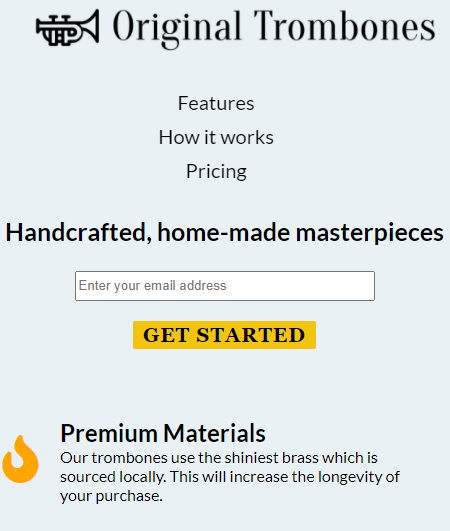 Original Trombones
Features
How it works
Pricing
Handcrafted, home-made masterpieces
Enter your email address
GET STARTED
Premium Materials
Our trombones use the shiniest brass which is
sourced locally. This will increase the longevity of
your purchase.